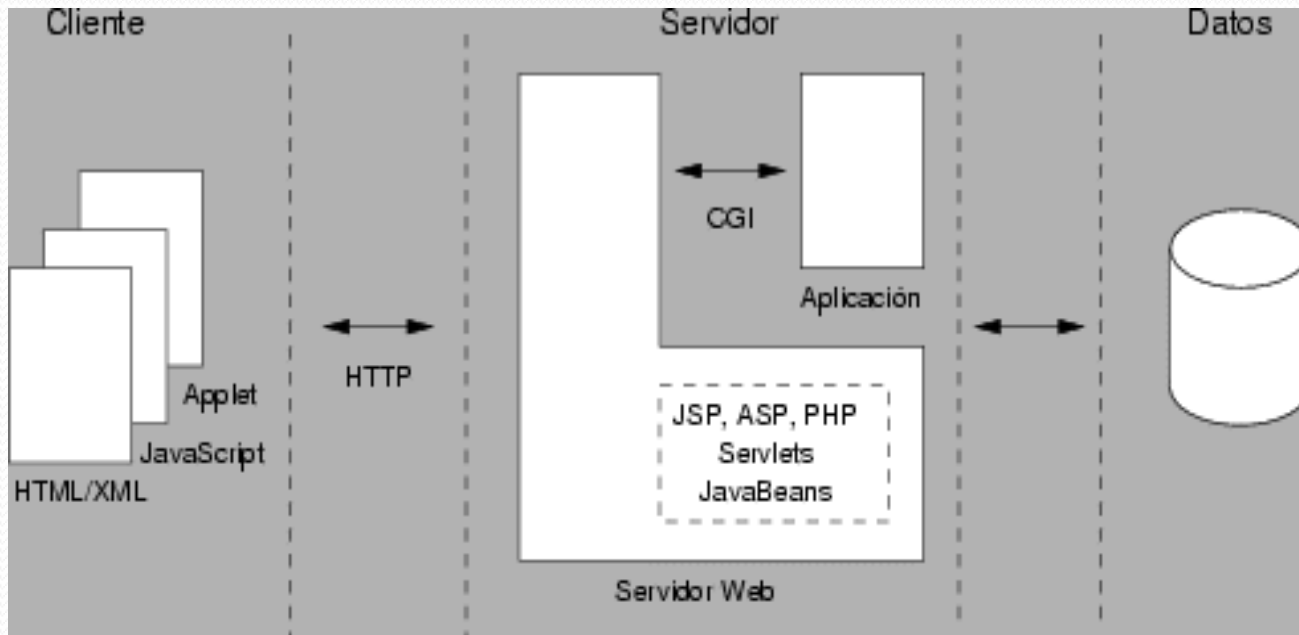 Cliente
Servidor
Datos
CGI
Aplicación
HTTP
Applet
JavaScript
HTML/XML
JSP, ASP, PHP
Servlets
JavaBeans
Servidor Web